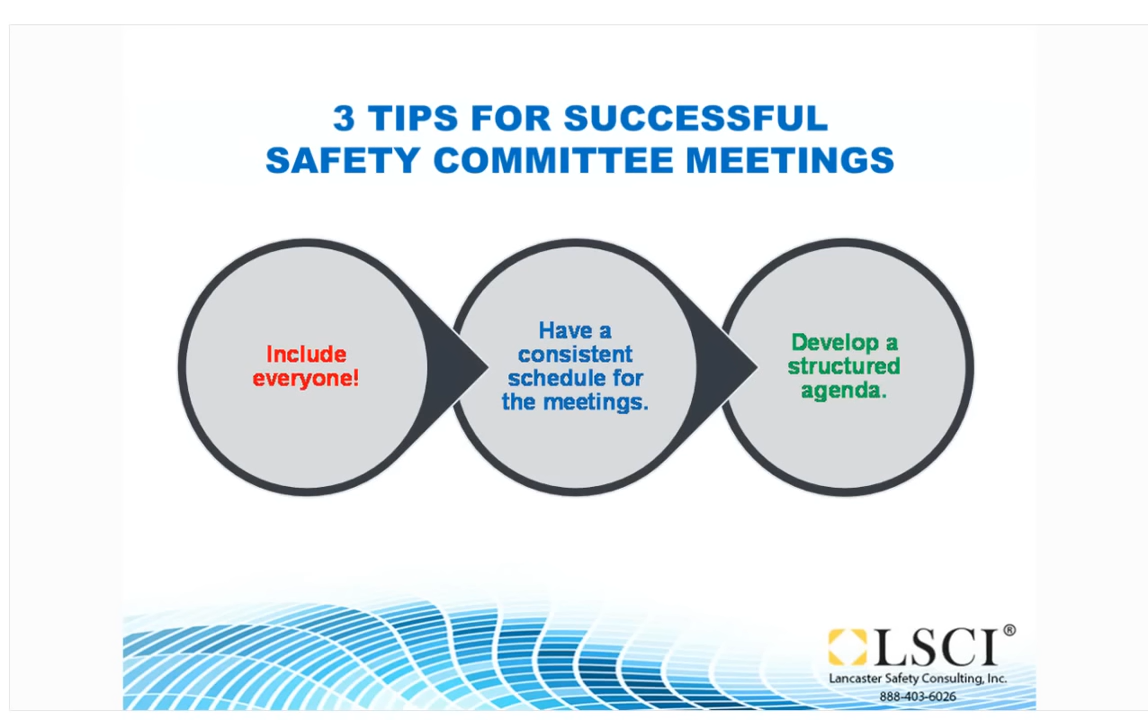 3 TIPS FOR SUCCESSFUL
SAFETY COMMITTEE MEETINGS
Include
everyone!
Have a
consistent
schedule for
the meetings.
Develop a
structured
agenda.
LSCI®
Lancaster Safety Consulting, Inc.
888-403-6026